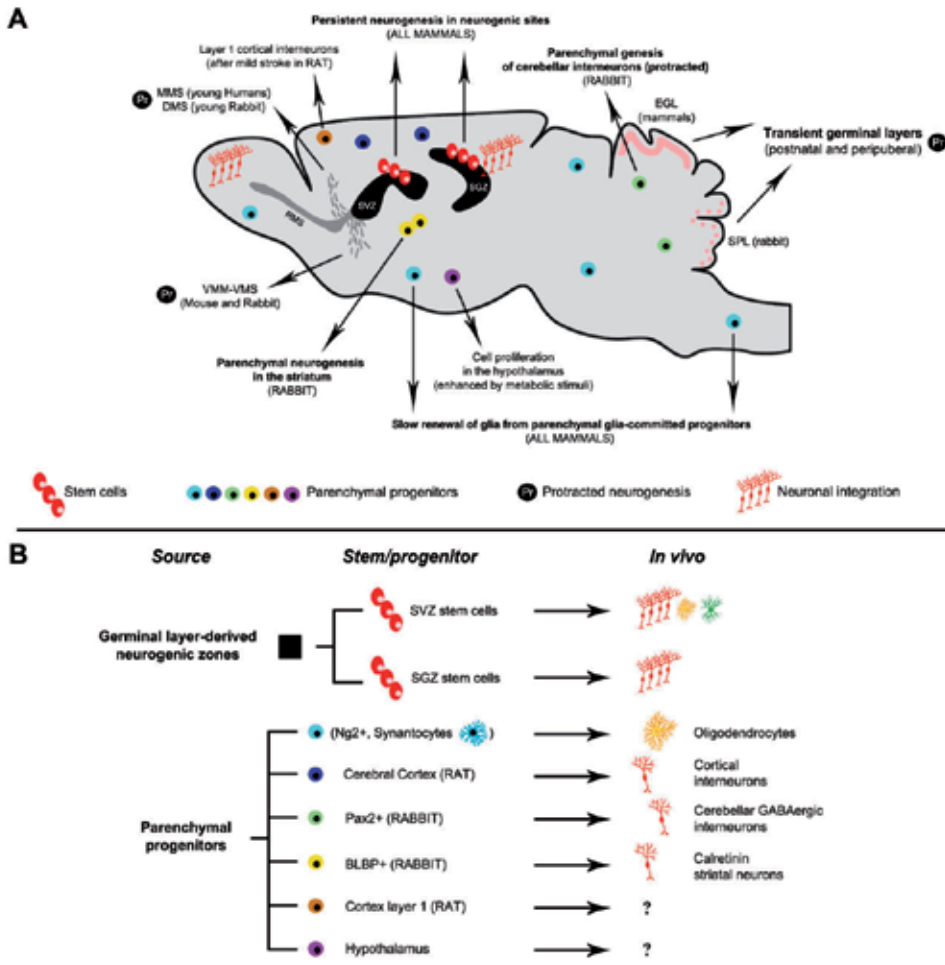 A
Persistent neurogenesis in neurogenic sites
(ALL MAMMALS)
Layer 1 cortical interneurons
(after mild stroke in RAT)
Parenchymal genesis
of cerebellar interneurons (protracted)
(RABBIT)
Pr
MMS (young Humans)
DMS (young Rabbit)
EGL
(mammals)
Transient germinal layers
(postnatal and peripuberal)
Pr
SVZ
SGZ
RMS
SPL (rabbit)
Pr
VMM-VMS
(Mouse and Rabbit)
Parenchymal neurogenesis
in the striatum
(RABBIT)
Cell proliferation
in the hypothalamus
(enhanced by metabolic stimuli)
Slow renewal of glia from parenchymal glia-committed progenitors
(ALL MAMMALS)
Stem cells
Parenchymal progenitors
Pr
Protracted neurogenesis
Neuronal integration
B
Source
Stem/progenitor
In vivo
Germinal layer-derived
neurogenic zones
SVZ stem cells
SGZ stem cells
Parenchymal
progenitors
(Ng2+, Synantocytes )
Oligodendrocytes
Cerebral Cortex (RAT)
Cortical
interneurons
Pax2+ (RABBIT)
Cerebellar GABAergic
interneurons
BLBP+ (RABBIT)
Calretinin
striatal neurons
Cortex layer 1 (RAT)
?
Hypothalamus
?